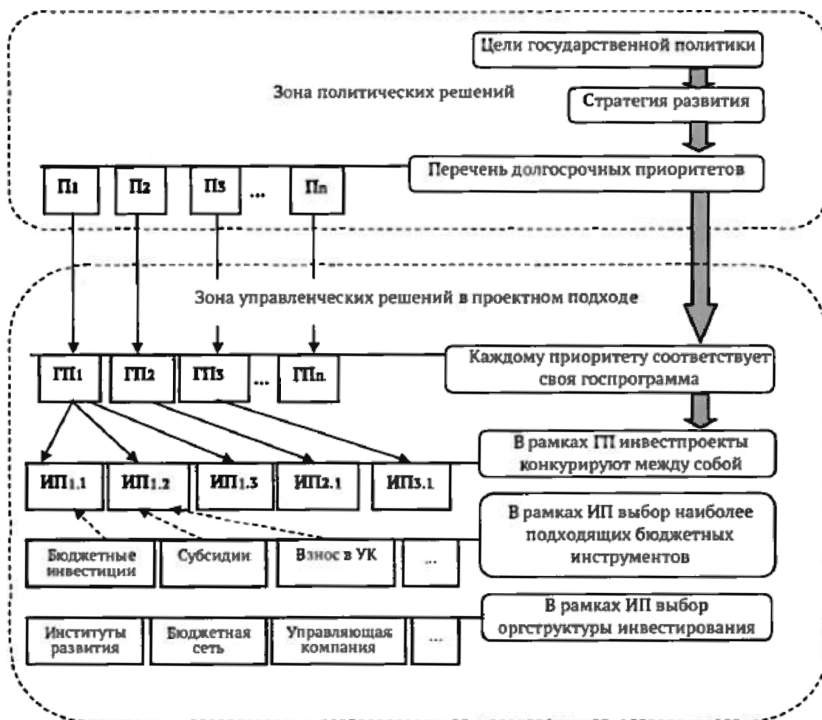 Цели государственной политики
Зона политических решений
Стратегия развития
П1 П2 П3 ... Пn
Перечень долгосрочных приоритетов
Зона управленческих решений в проектном подходе
ГП1 ГП2 ГП3 ... ГПn
Каждому приоритету соответствует
своя госпрограмма
В рамках ГП инвестпроекты
конкурируют между собой
ИП1.1 ИП1.2 ИП1.3 ИП2.1 ИП3.1
В рамках ИП выбор наиболее
подходящих бюджетных
инструментов
Бюджетные
инвестиции
Субсидии
Взнос в УК
...
В рамках ИП выбор
оргструктуры инвестирования
Институты
развития
Бюджетная
сеть
Управляющая
компания
...